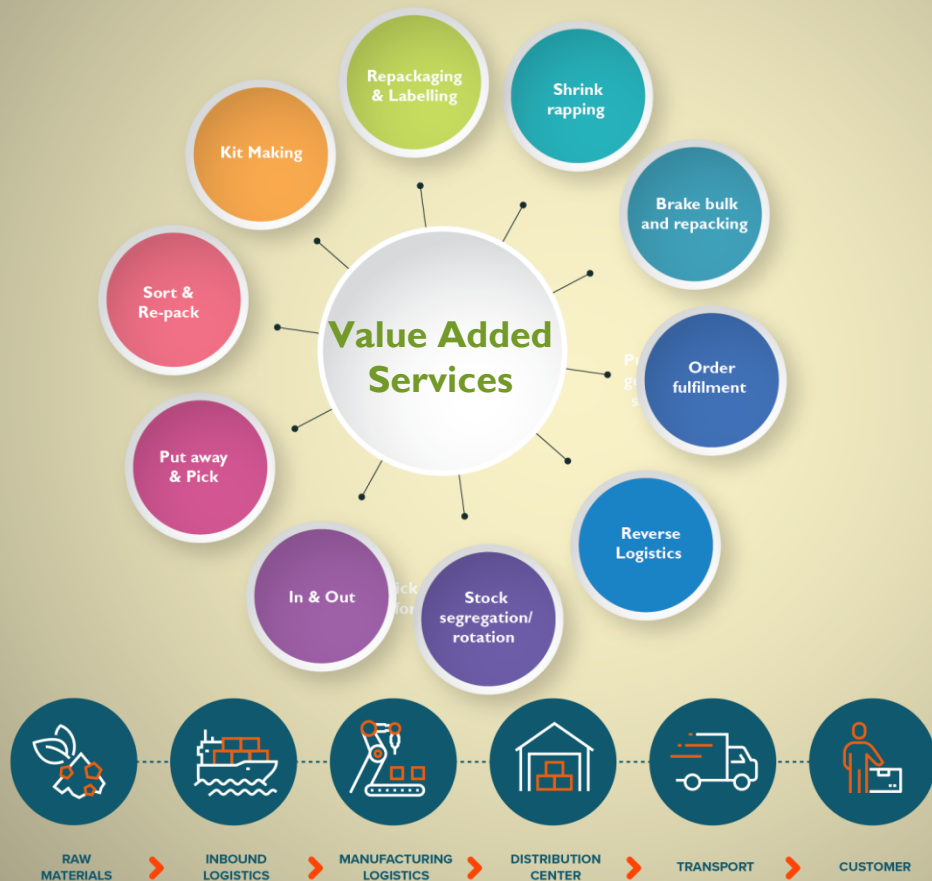 Repackaging
& Labelling
Shrink
rapping
Kit Making
Brake bulk
and repacking
Sort &
Re-pack
Value Added
Services
Order
fulfilment
Put away
& Pick
Reverse
Logistics
In & Out
Stock
segregation/
rotation
RAW
MATERIALS
INBOUND
LOGISTICS
MANUFACTURING
LOGISTICS
DISTRIBUTION
CENTER
TRANSPORT
CUSTOMER